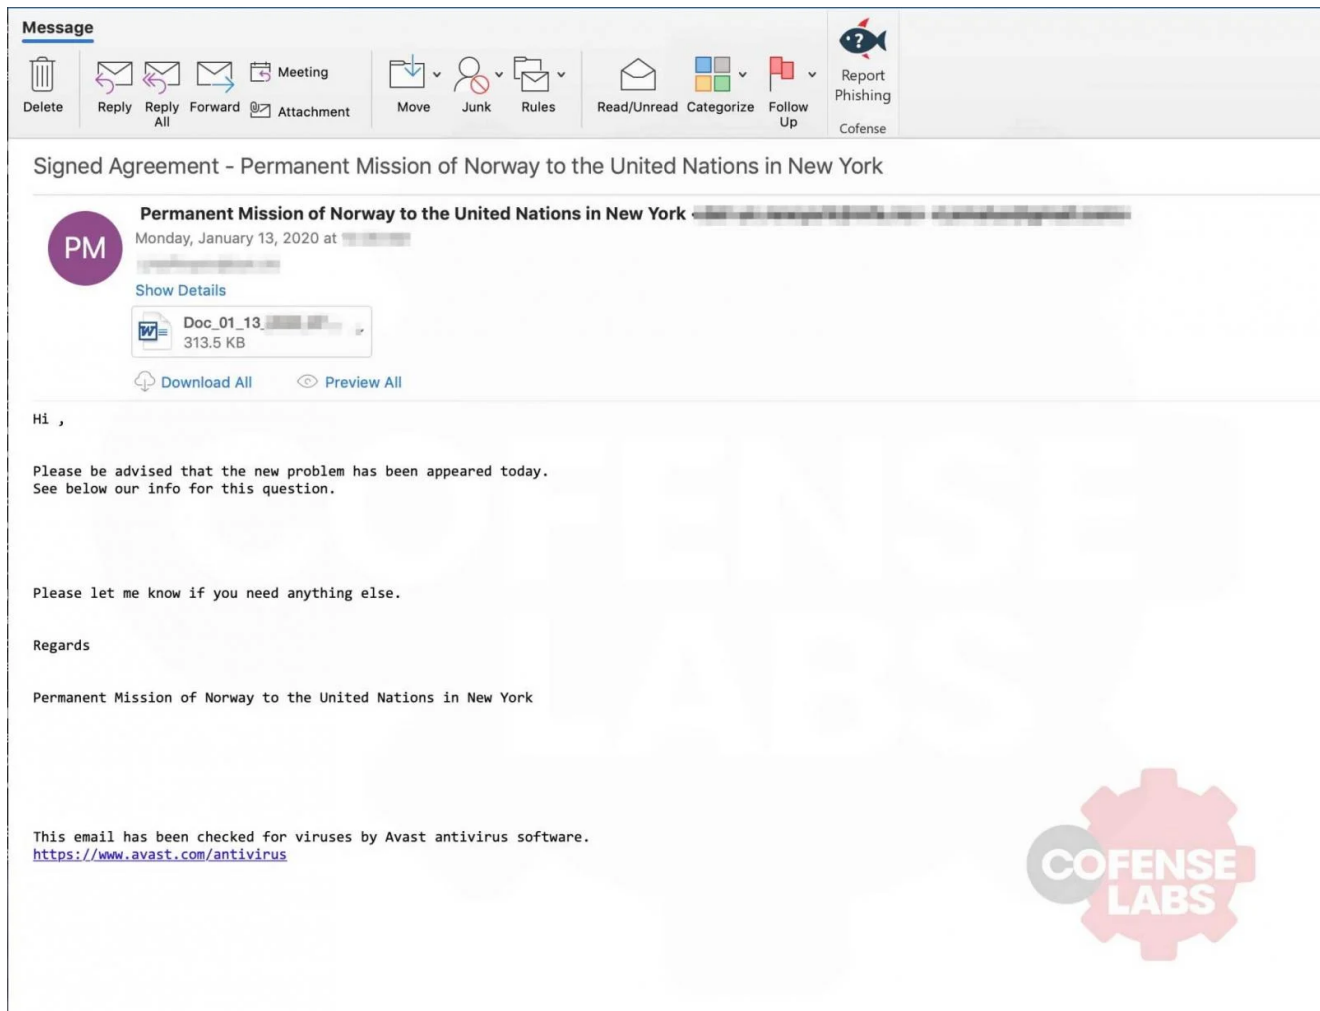 Message
Delete
Reply
Reply All
Forward
Meeting
Attachment
Move
Junk
Rules
Read/Unread
Categorize
Follow Up
Report Phishing
Cofense
Signed Agreement - Permanent Mission of Norway to the United Nations in New York
PM
Permanent Mission of Norway to the United Nations in New York
Monday, January 13, 2020 at
Show Details
Doc_01_13_
313.5 KB
Download All
Preview All
Hi ,
Please be advised that the new problem has been appeared today.
See below our info for this question.
Please let me know if you need anything else.
Regards
Permanent Mission of Norway to the United Nations in New York
This email has been checked for viruses by Avast antivirus software.
https://www.avast.com/antivirus
COFENSE
LABS
COFENSE
LABS